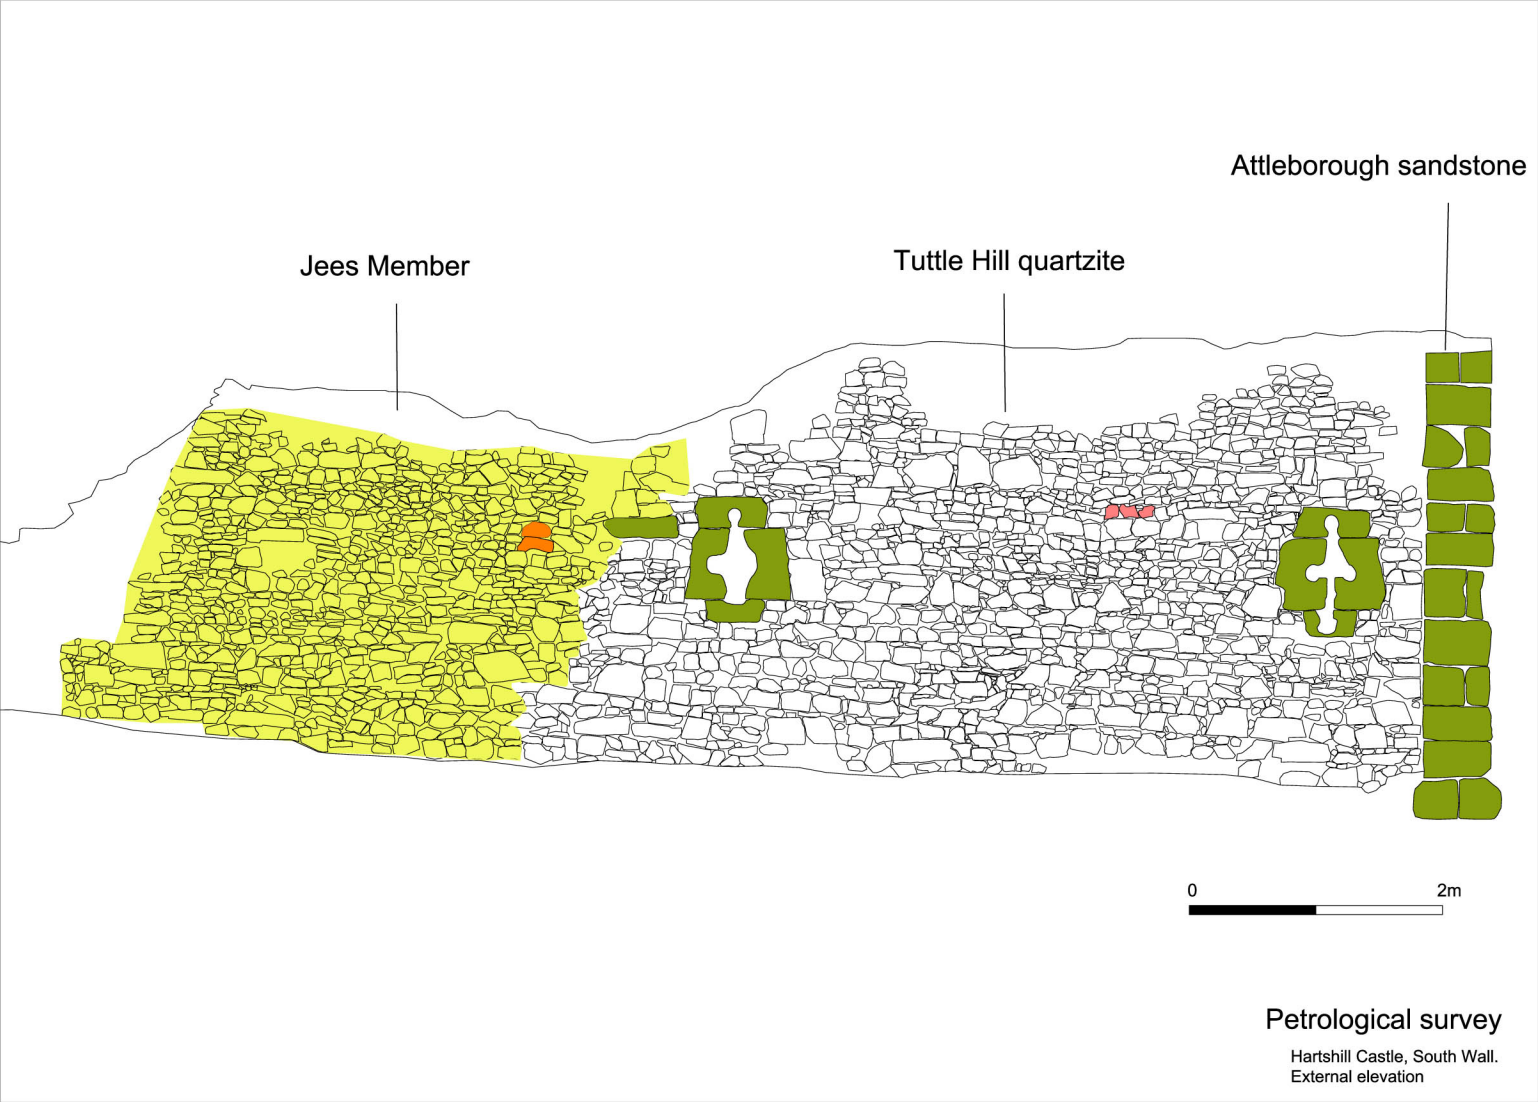 Attleborough sandstone
Jees Member
Tuttle Hill quartzite
0 2m
Petrological survey
Hartshill Castle, South Wall.
External elevation